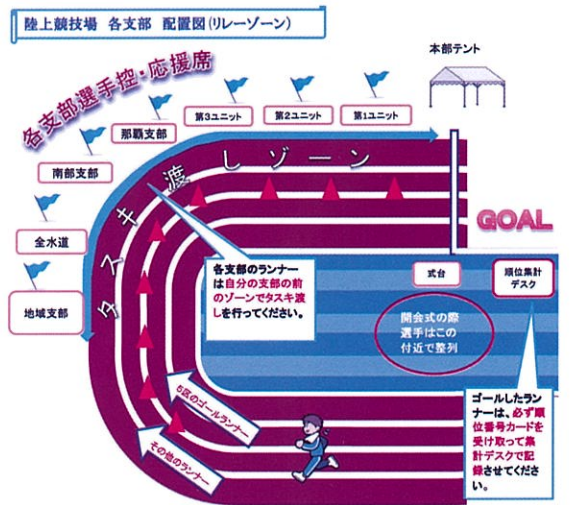 陸上競技場 各支部 配置図(リレーゾーン)
本部テント
各支部選手控・応援席
第3ユニット
第2ユニット
第1ユニット
那覇支部
南部支部
全水道
地域支部
タスキ渡しゾーン
GOAL
各支部のランナー
は自分の支部の前
のゾーンでタスキ渡
しを行ってください。
式台
順位集計
デスク
開会式の際
選手はこの
付近で整列
5区のゴールランナー
その他のランナー
ゴールしたラン
ナーは、必ず順
位番号カードを
受け取って集
計デスクで記
録させてくださ
い。